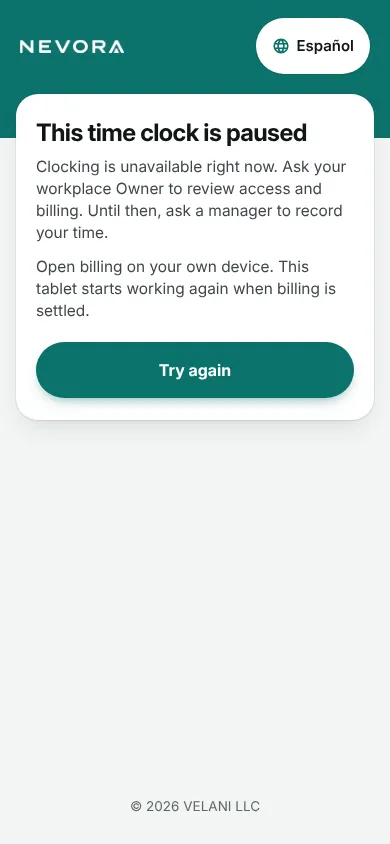 NEVORA
Español
This time clock is paused
Clocking is unavailable right now. Ask your
workplace Owner to review access and
billing. Until then, ask a manager to record
your time.
Open billing on your own device. This
tablet starts working again when billing is
settled.
Try again
© 2026 VELANI LLC